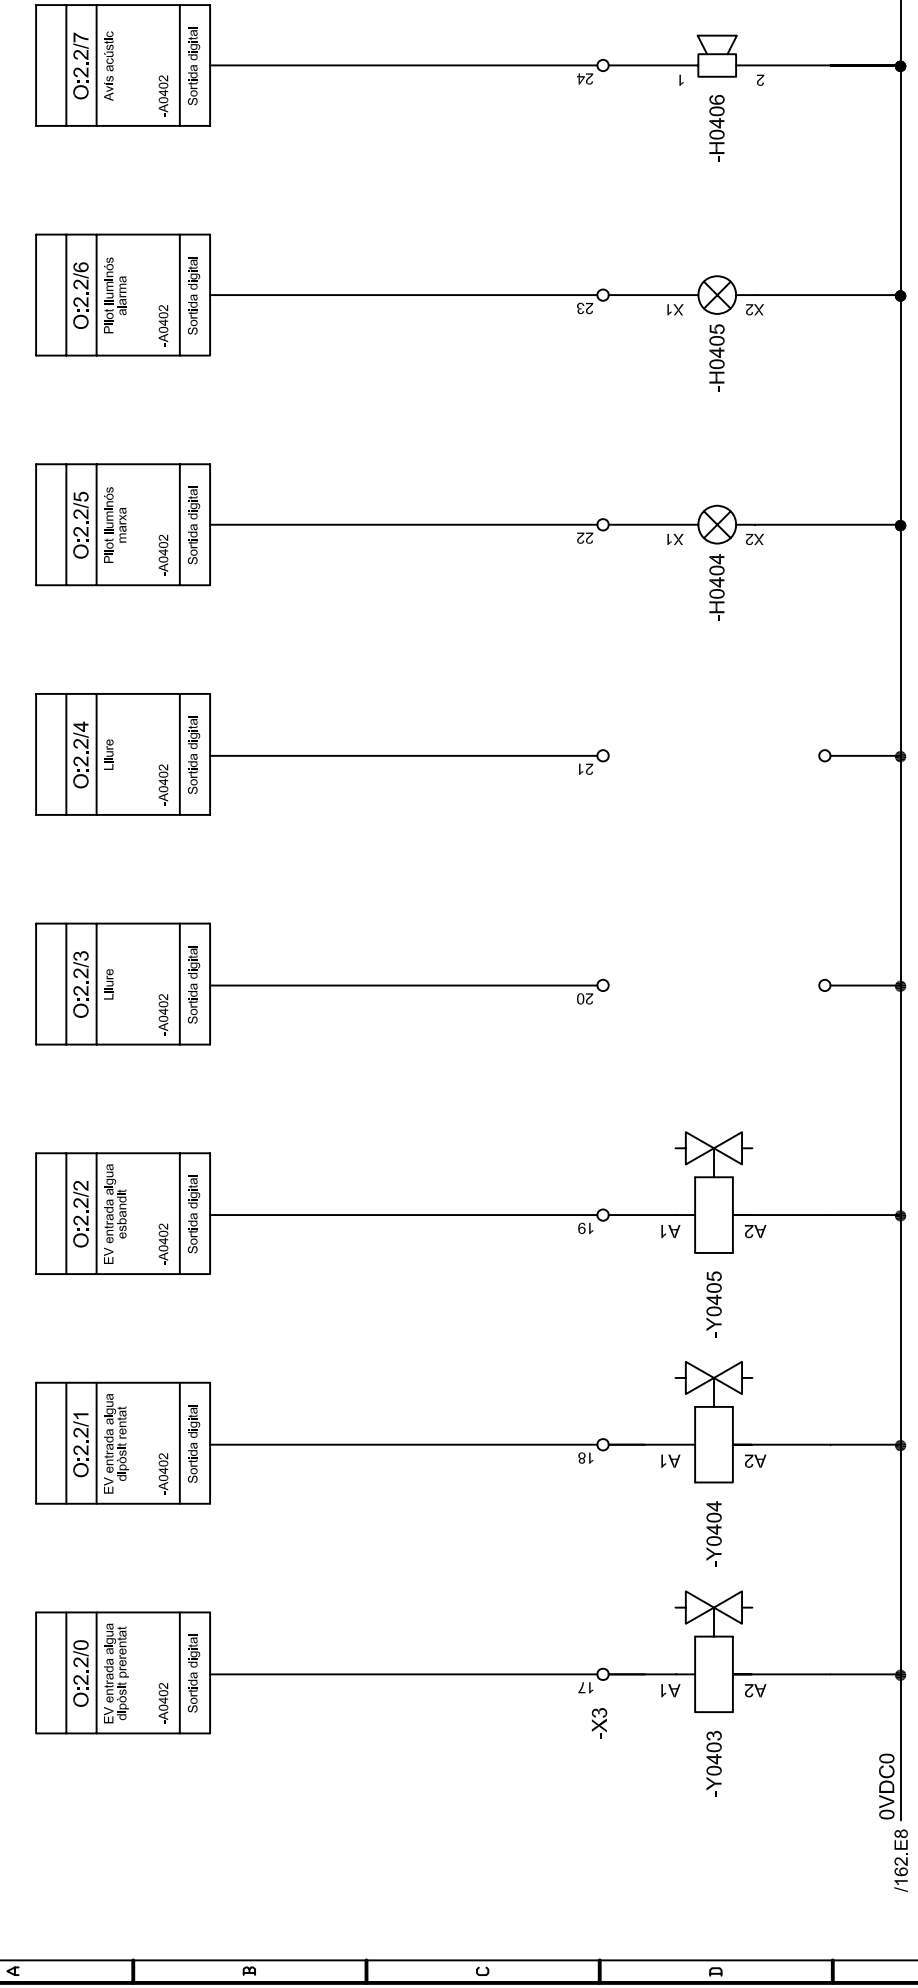 O:2.2/0
EV entrada aigua
dipòsit prerentat
-A0402
Sortida digital
O:2.2/1
EV entrada aigua
dipòsit rentat
-A0402
Sortida digital
O:2.2/2
EV entrada aigua
esbandit
-A0402
Sortida digital
O:2.2/3
Lliure
-A0402
Sortida digital
O:2.2/4
Lliure
-A0402
Sortida digital
O:2.2/5
Pilot lluminós
marxa
-A0402
Sortida digital
O:2.2/6
Pilot lluminós
alarma
-A0402
Sortida digital
O:2.2/7
Avís acústic
-A0402
Sortida digital
-X3
17
18
19
20
21
22
23
24
-Y0403
A1
A2
-Y0404
A1
A2
-Y0405
A1
A2
-H0404
X1
X2
-H0405
X1
X2
-H0406
1
2
/162.E8
0VDC0
A
B
C
D